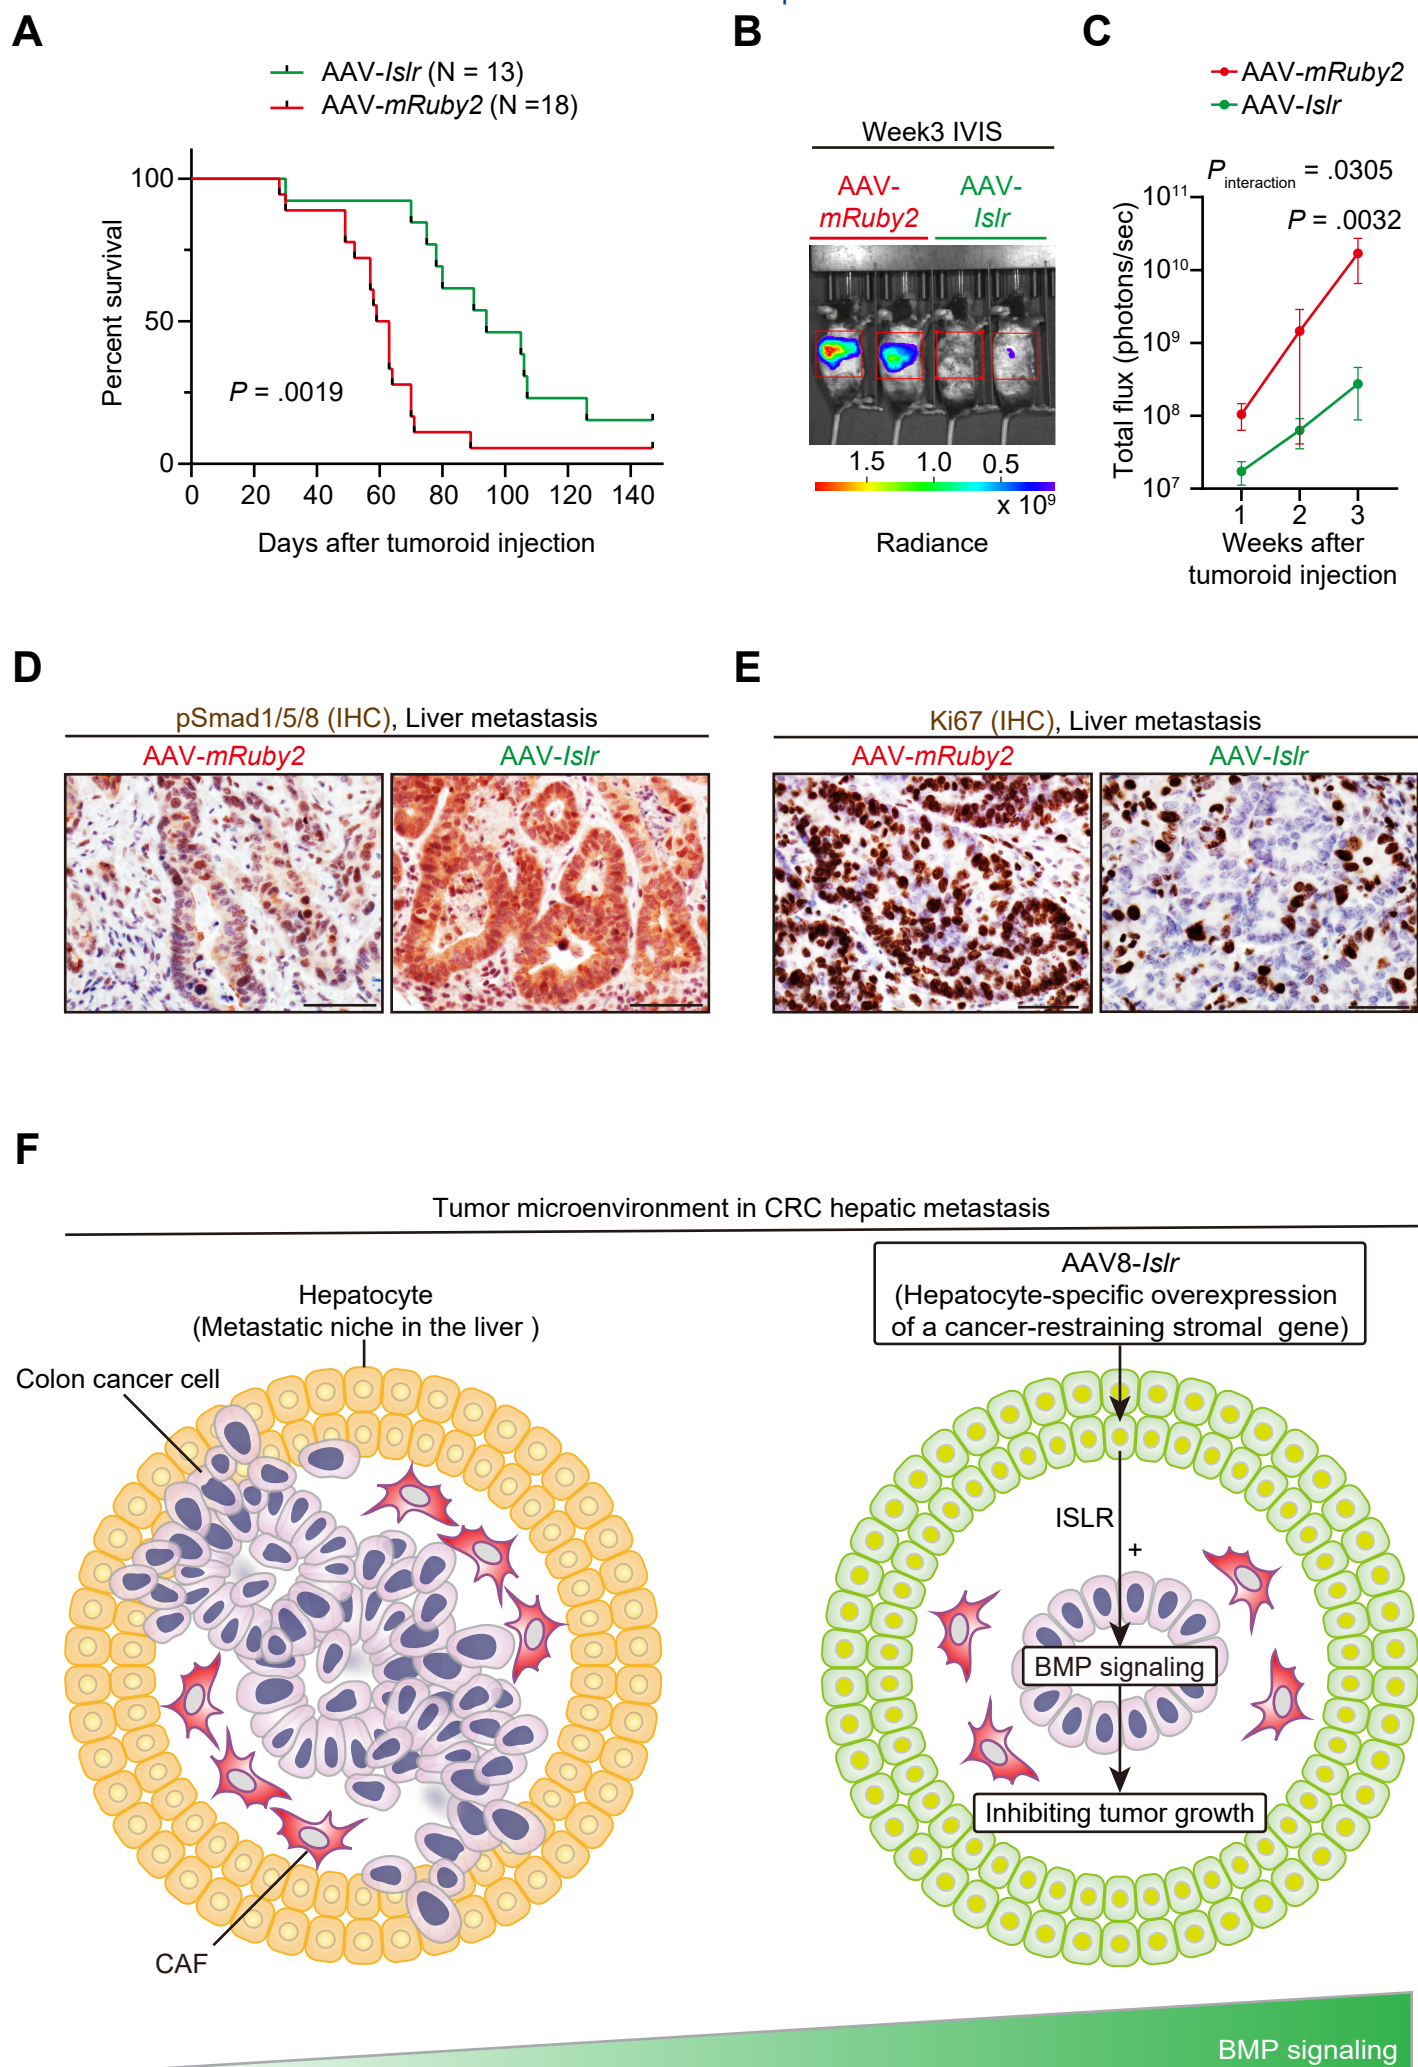 A
AAV-Islr (N = 13)
AAV-mRuby2 (N =18)
Percent survival
100
50
0
P = .0019
0 20 40 60 80 100 120 140
Days after tumoroid injection
B
Week3 IVIS
AAV-
mRuby2
AAV-
Islr
1.5 1.0 0.5
x 10⁹
Radiance
C
AAV-mRuby2
AAV-Islr
Pinteraction = .0305
P = .0032
Total flux (photons/sec)
10¹¹
10¹⁰
10⁹
10⁸
10⁷
1 2 3
Weeks after
tumoroid injection
D
pSmad1/5/8 (IHC), Liver metastasis
AAV-mRuby2 AAV-Islr
E
Ki67 (IHC), Liver metastasis
AAV-mRuby2 AAV-Islr
F
Tumor microenvironment in CRC hepatic metastasis
Hepatocyte
(Metastatic niche in the liver )
Colon cancer cell
CAF
AAV8-Islr
(Hepatocyte-specific overexpression
of a cancer-restraining stromal gene)
ISLR
+
BMP signaling
Inhibiting tumor growth
BMP signaling